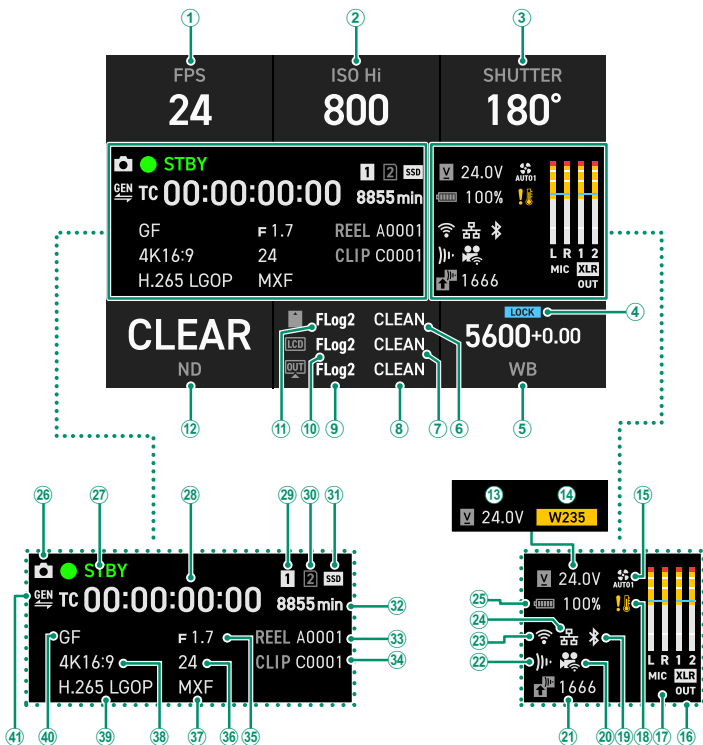 1 2 3
FPS ISO Hi SHUTTER
24 800 180°
STBY 1 2 SSD V 24.0V AUTO1
GEN TC 00:00:00:00 8855min 100%
GF F 1.7 REEL A0001
4K16:9 24 CLIP C0001 L R 1 2
H.265 LGOP MXF 1666 MIC XLR
OUT
LOCK 4
CLEAR FLog2 CLEAN 5600+0.00
LCD FLog2 CLEAN
ND OUT FLog2 CLEAN WB
12 11 10 9 8 7 6 5
13 14 15
V 24.0V W235
26 27 28 29 30 31
STBY 1 2 SSD V 24.0V AUTO1
41 GEN TC 00:00:00:00 8855min 32 25 100% 18
24
GF F 1.7 REEL A0001 33 23
4K16:9 24 CLIP C0001 34 22 L R 1 2
H.265 LGOP MXF 1666 MIC XLR
OUT
41 40 39 38 37 36 35 21 20 19 18 17 16